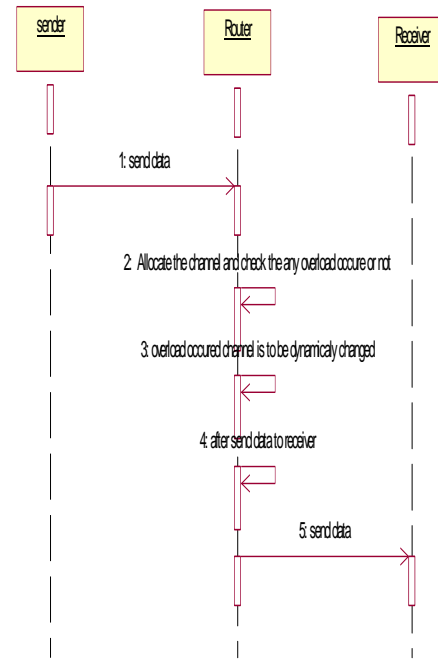 sender
Router
Receiver
1: send data
2: Allocate the channel and check the any overload occure or not
3: overload occured channel is to be dynamicaly changed
4: after send data to receiver
5: send data